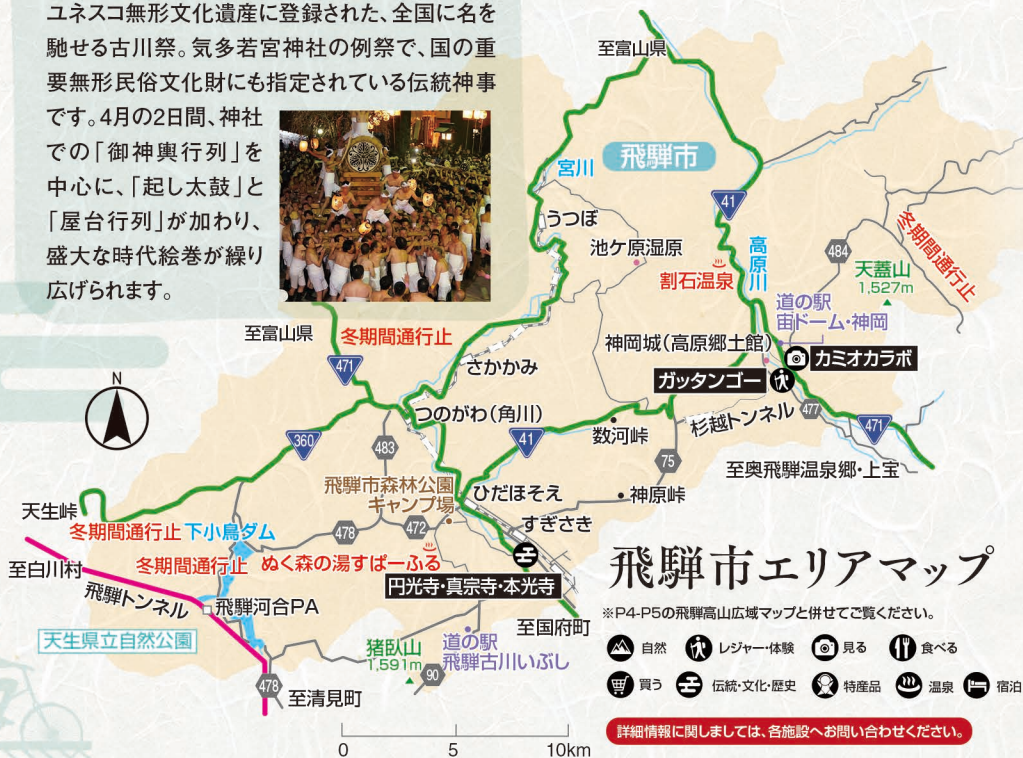 ユネスコ無形文化遺産に登録された、全国に名を
馳せる古川祭。気多若宮神社の例祭で、国の重
要無形民俗文化財にも指定されている伝統神事
です。4月の2日間、神社
での「御神輿行列」を
中心に、「起し太鼓」と
「屋台行列」が加わり、
盛大な時代絵巻が繰り
広げられます。
至富山県
飛騨市
宮川
41
うつぼ
池ケ原湿原
高原川
484
冬期間通行止
天蓋山
1,527m
割石温泉
道の駅
宙ドーム・神岡
至富山県
冬期間通行止
神岡城（高原郷土館）
カミオカラボ
471
さかかみ
ガッタンゴー
N
つのがわ（角川）
杉越トンネル
477
471
360
483
41
数河峠
75
至奥飛騨温泉郷・上宝
飛騨市森林公園
キャンプ場
ひだほそえ
神原峠
天生峠
冬期間通行止
下小鳥ダム
478
472
すぎさき
至白川村
冬期間通行止
ぬく森の湯すぱーふる
飛騨トンネル
飛騨河合PA
円光寺・真宗寺・本光寺
飛騨市エリアマップ
※P4-P5の飛騨高山広域マップと併せてご覧ください。
天生県立自然公園
至国府町
猪臥山
1,591m
道の駅
飛騨古川いぶし
90
478
至清見町
自然
レジャー・体験
見る
食べる
買う
伝統・文化・歴史
特産品
温泉
宿泊
詳細情報に関しましては、各施設へお問い合わせください。
0
5
10km